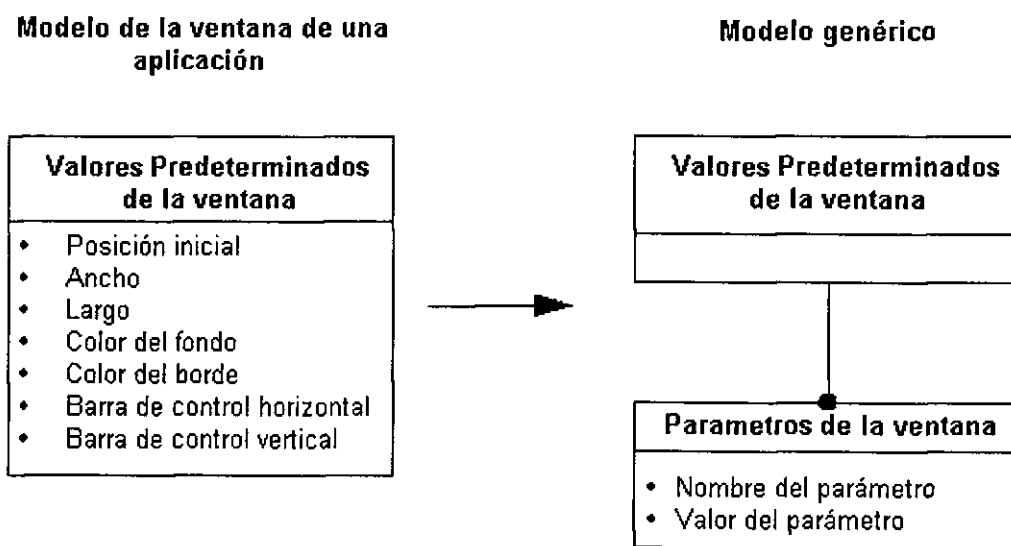 Modelo de la ventana de una
aplicación
Modelo genérico
Valores Predeterminados
de la ventana
• Posición inicial
• Ancho
• Largo
• Color del fondo
• Color del borde
• Barra de control horizontal
• Barra de control vertical
Valores Predeterminados
de la ventana
Parametros de la ventana
• Nombre del parámetro
• Valor del parámetro